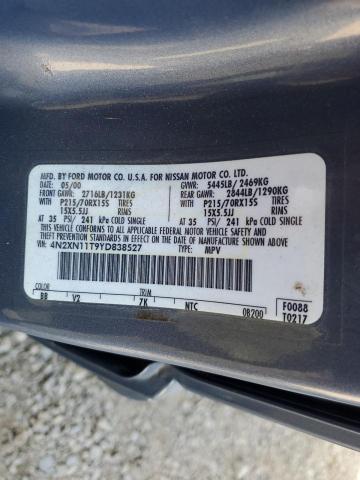 MFD. BY FORD MOTOR CO. U.S.A. FOR NISSAN MOTOR CO., LTD.
DATE: 05/00 GVWR: 5445LB/2469KG
FRONT GAWR: 2716LB/1231KG REAR GAWR: 2844LB/1290KG
WITH P215/70RX15S TIRES WITH P215/70RX15S TIRES
15X5.5JJ RIMS 15X5.5JJ RIMS
AT 35 PSI/ 241 kPa COLD SINGLE AT 35 PSI/ 241 kPa COLD SINGLE
THIS VEHICLE CONFORMS TO ALL APPLICABLE FEDERAL MOTOR VEHICLE SAFETY
AND THEFT PREVENTION STANDARDS IN EFFECT ON THE DATE OF MANUFACTURE SHOWN ABOVE.
VIN: 4N2XN11T9YD838527
TYPE: MPV
COLOR TRIM
BB V2 7K NTC 0B200
F0088
T0217